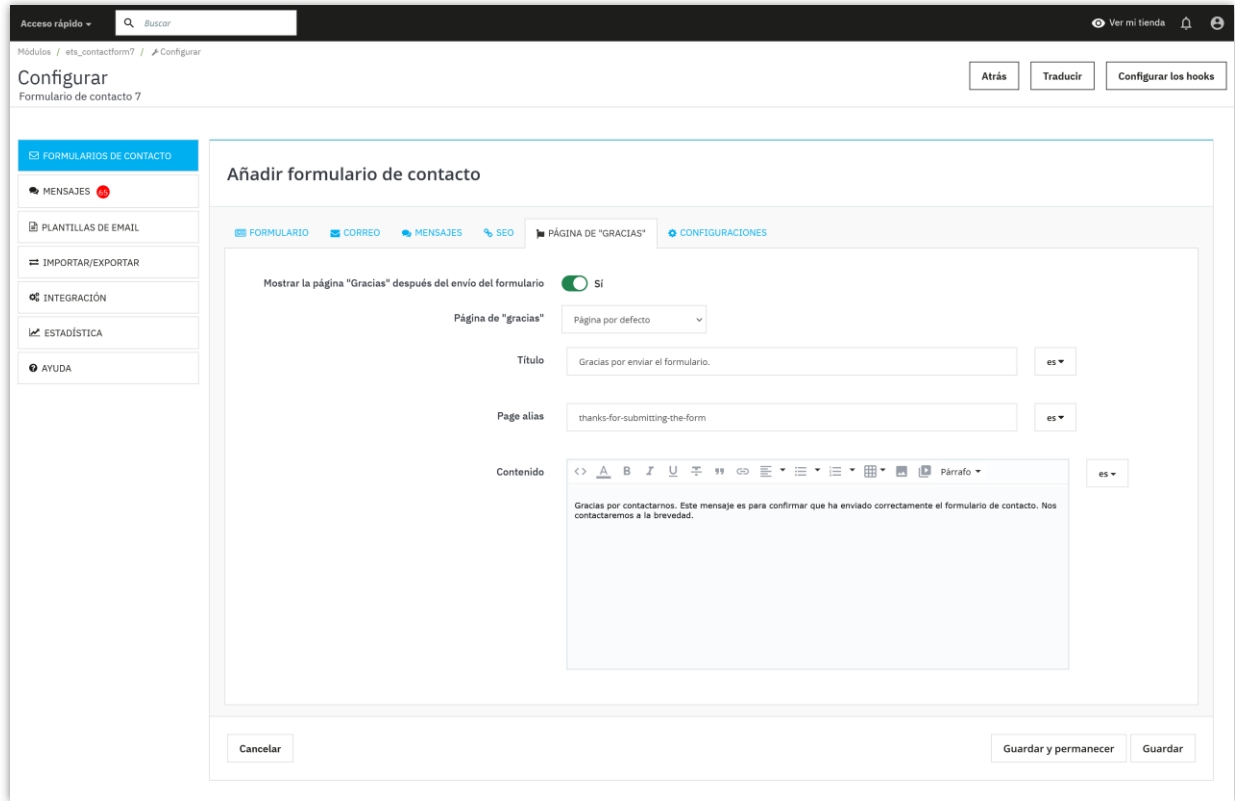 Acceso rápido
Buscar
Ver mi tienda
Módulos / ets_contactform7 / Configurar
Configurar
Formulario de contacto 7
Atrás
Traducir
Configurar los hooks
FORMULARIOS DE CONTACTO
MENSAJES 65
PLANTILLAS DE EMAIL
IMPORTAR/EXPORTAR
INTEGRACIÓN
ESTADÍSTICA
AYUDA
Añadir formulario de contacto
FORMULARIO CORREO MENSAJES SEO PÁGINA DE "GRACIAS" CONFIGURACIONES
Mostrar la página "Gracias" después del envío del formulario Sí
Página de "gracias" Página por defecto
Título Gracias por enviar el formulario. es
Page alias thanks-for-submitting-the-form es
Contenido Párrafo es
Gracias por contactarnos. Este mensaje es para confirmar que ha enviado correctamente el formulario de contacto. Nos
contactaremos a la brevedad.
Cancelar
Guardar y permanecer
Guardar